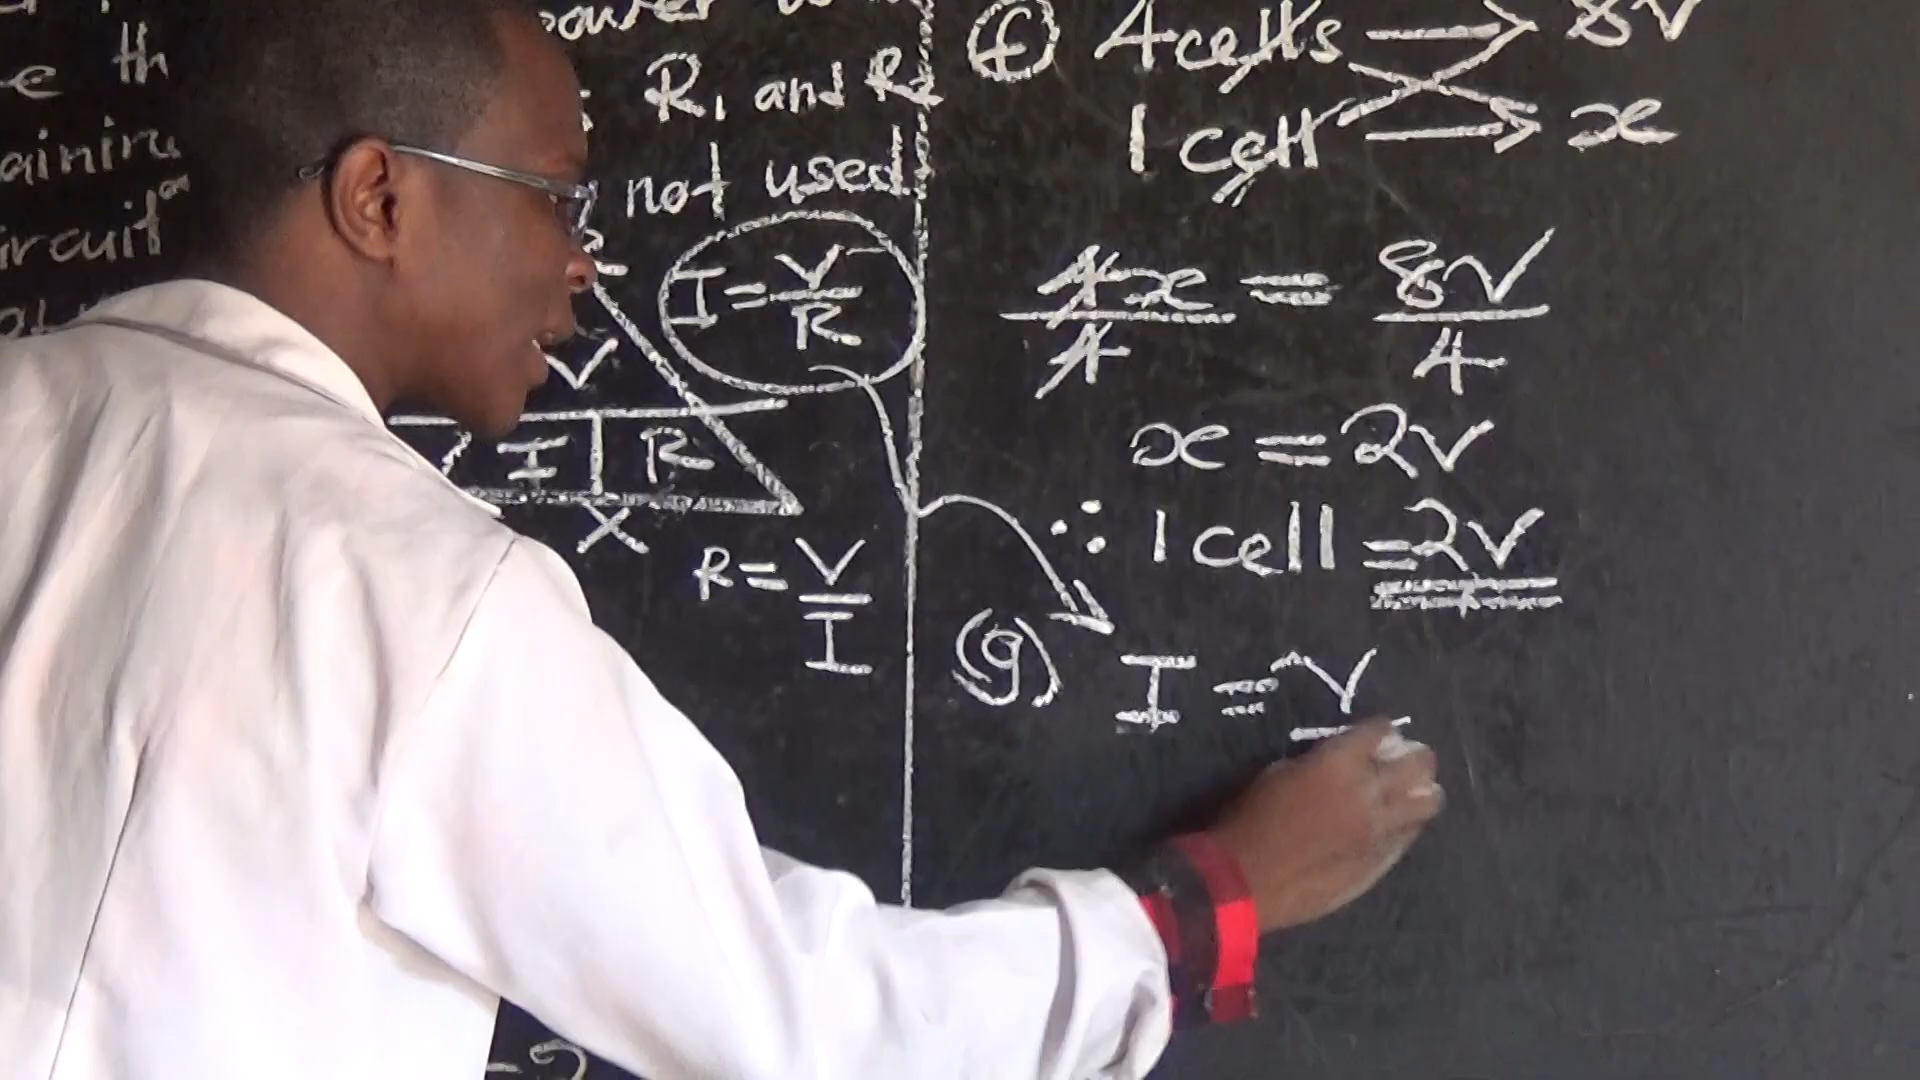 power
e th
R₁ and R₂
aining
not used
ircuit
I = V/R
V
I R
X
R = V/I
(f) 4 cells → 8V
1 cell → x
4x/4 = 8V/4
x = 2V
∴ 1 cell = 2V
(g) I = V